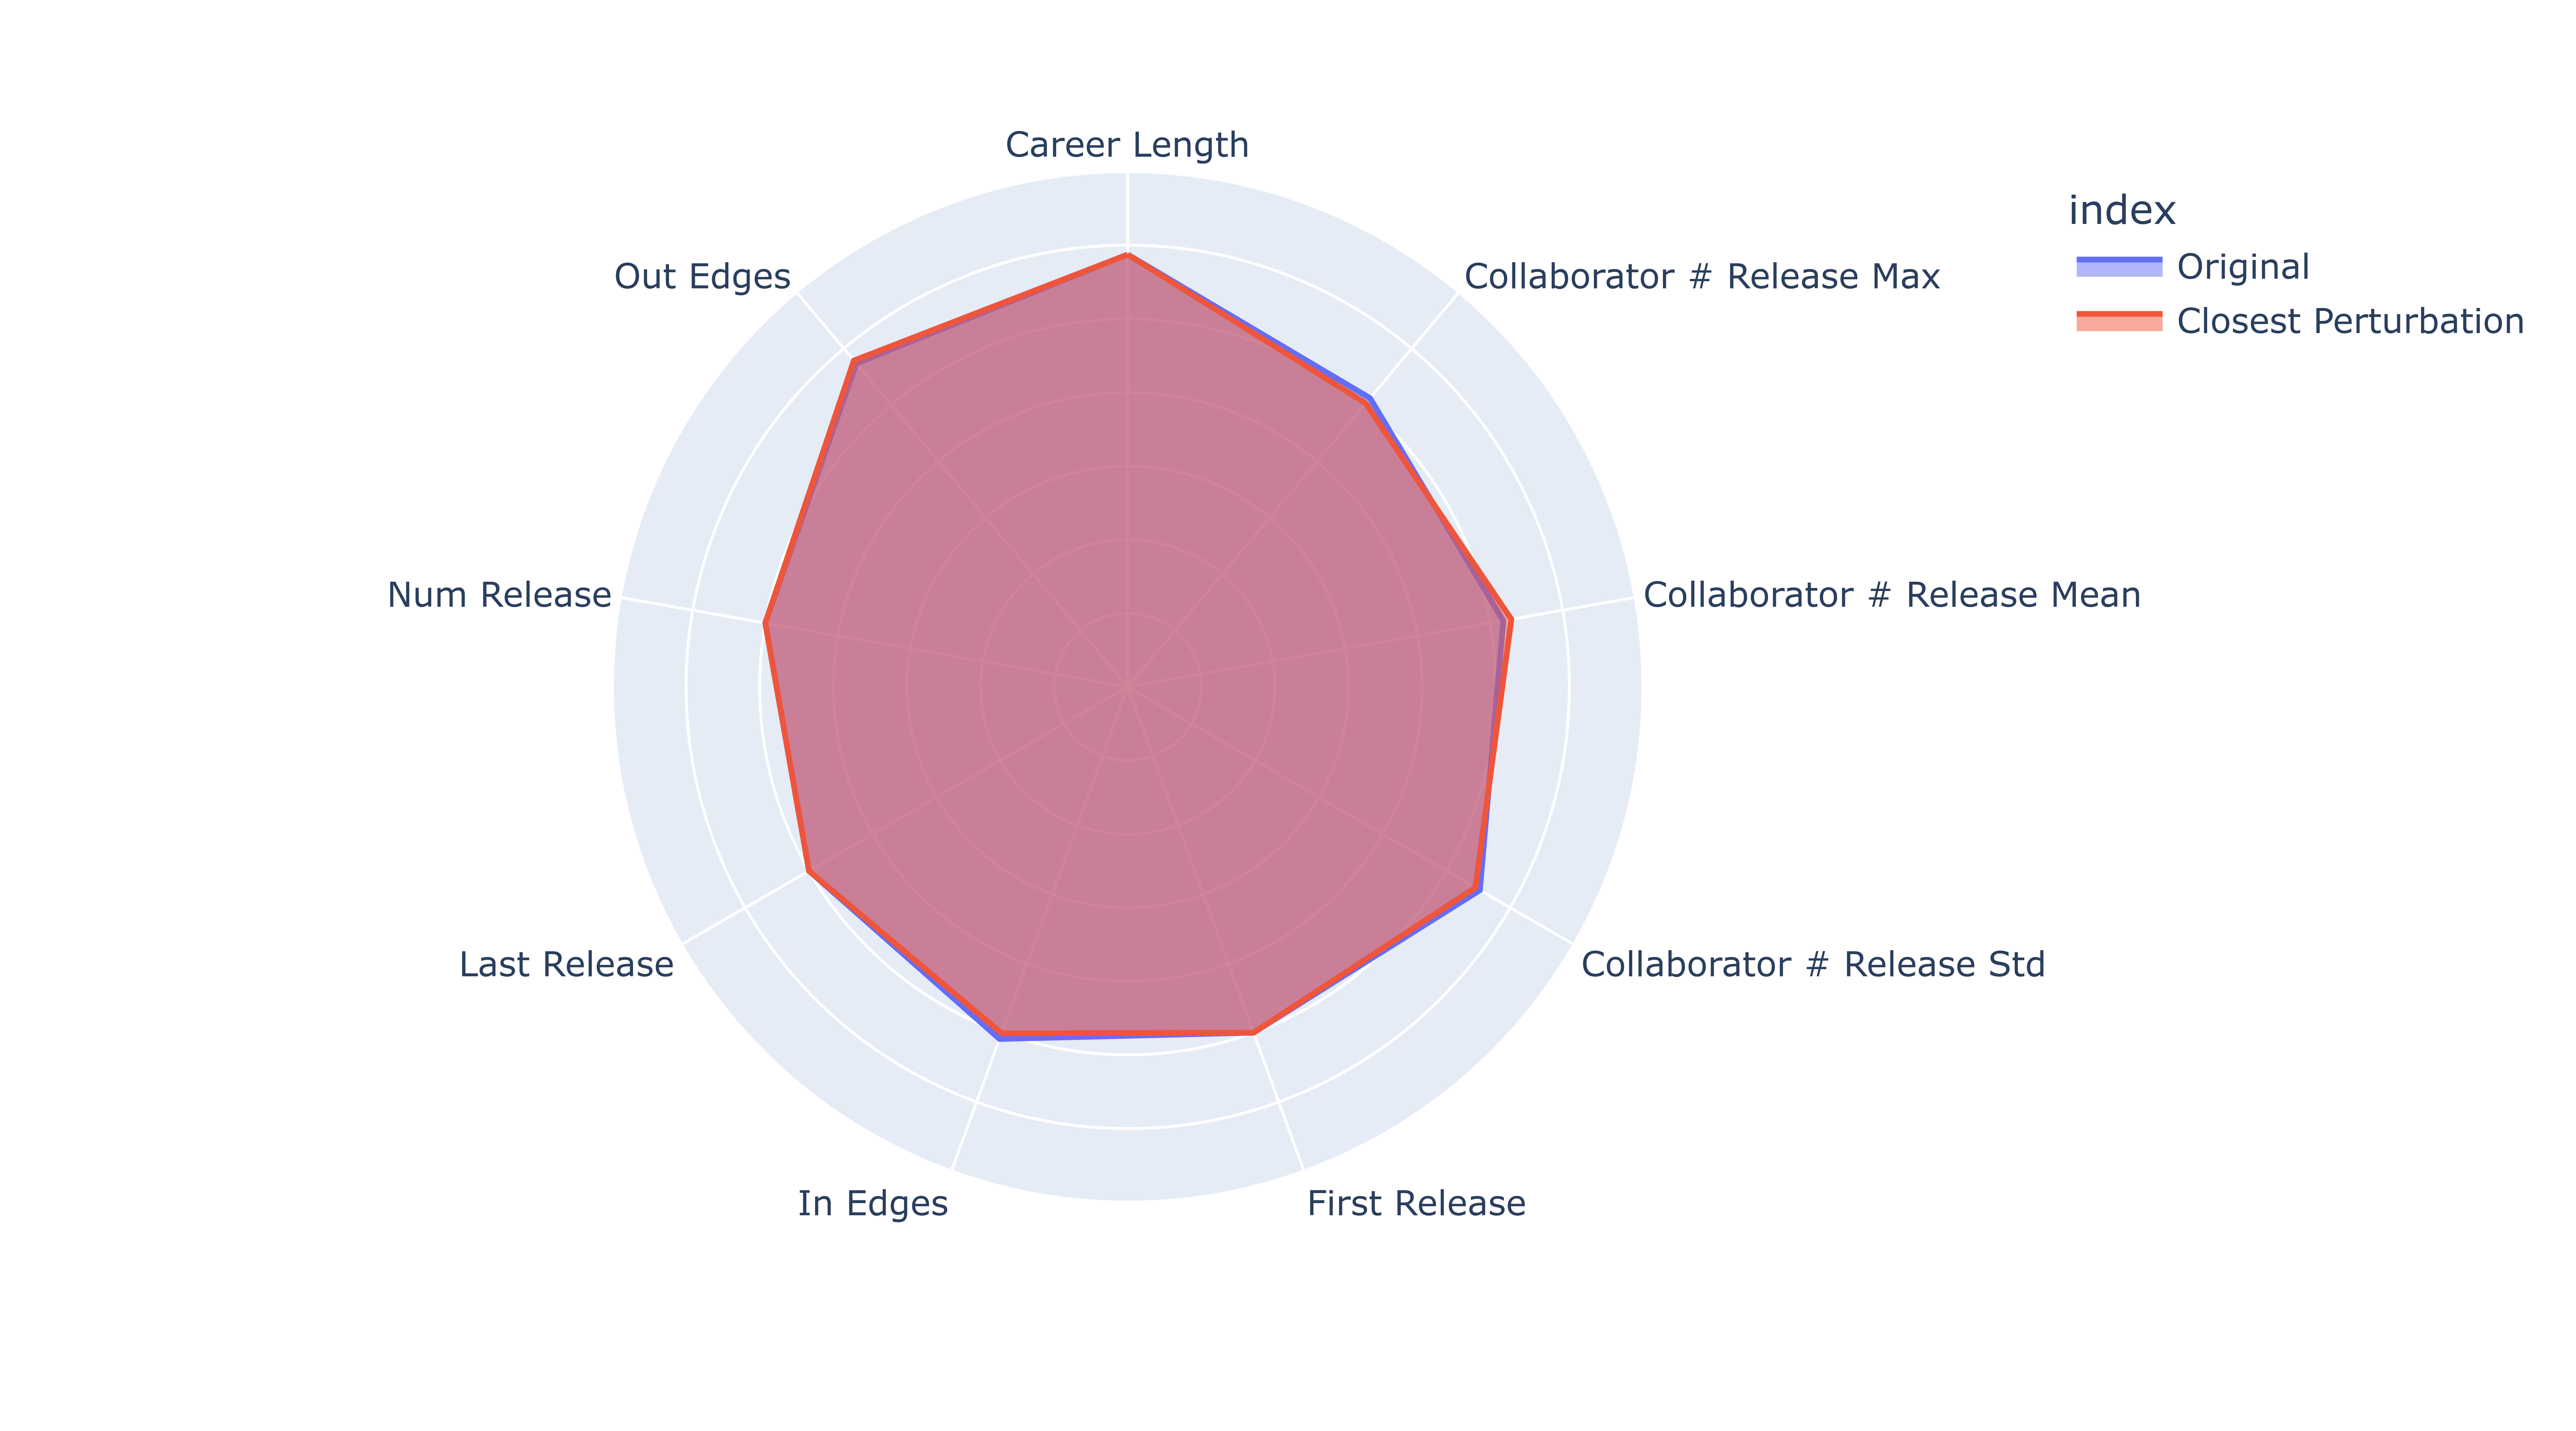 Career Length
Out Edges
Collaborator # Release Max
index
Original
Closest Perturbation
Num Release
Collaborator # Release Mean
Last Release
Collaborator # Release Std
In Edges
First Release